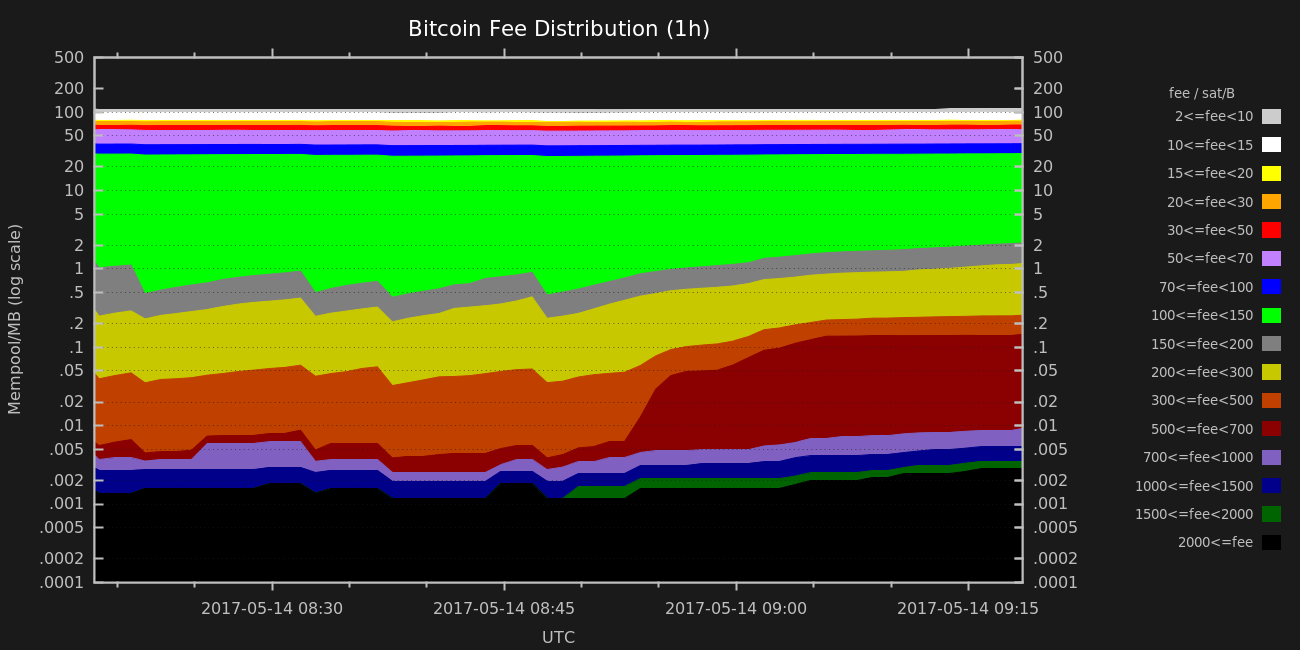 Bitcoin Fee Distribution (1h)
500
200
100
50
20
10
5
2
1
.5
.2
.1
.05
.02
.01
.005
.002
.001
.0005
.0002
.0001
Mempool/MB (log scale)
500
200
100
50
20
10
5
2
1
.5
.2
.1
.05
.02
.01
.005
.002
.001
.0005
.0002
.0001
2017-05-14 08:30
2017-05-14 08:45
2017-05-14 09:00
2017-05-14 09:15
UTC
fee / sat/B
2<=fee<10
10<=fee<15
15<=fee<20
20<=fee<30
30<=fee<50
50<=fee<70
70<=fee<100
100<=fee<150
150<=fee<200
200<=fee<300
300<=fee<500
500<=fee<700
700<=fee<1000
1000<=fee<1500
1500<=fee<2000
2000<=fee